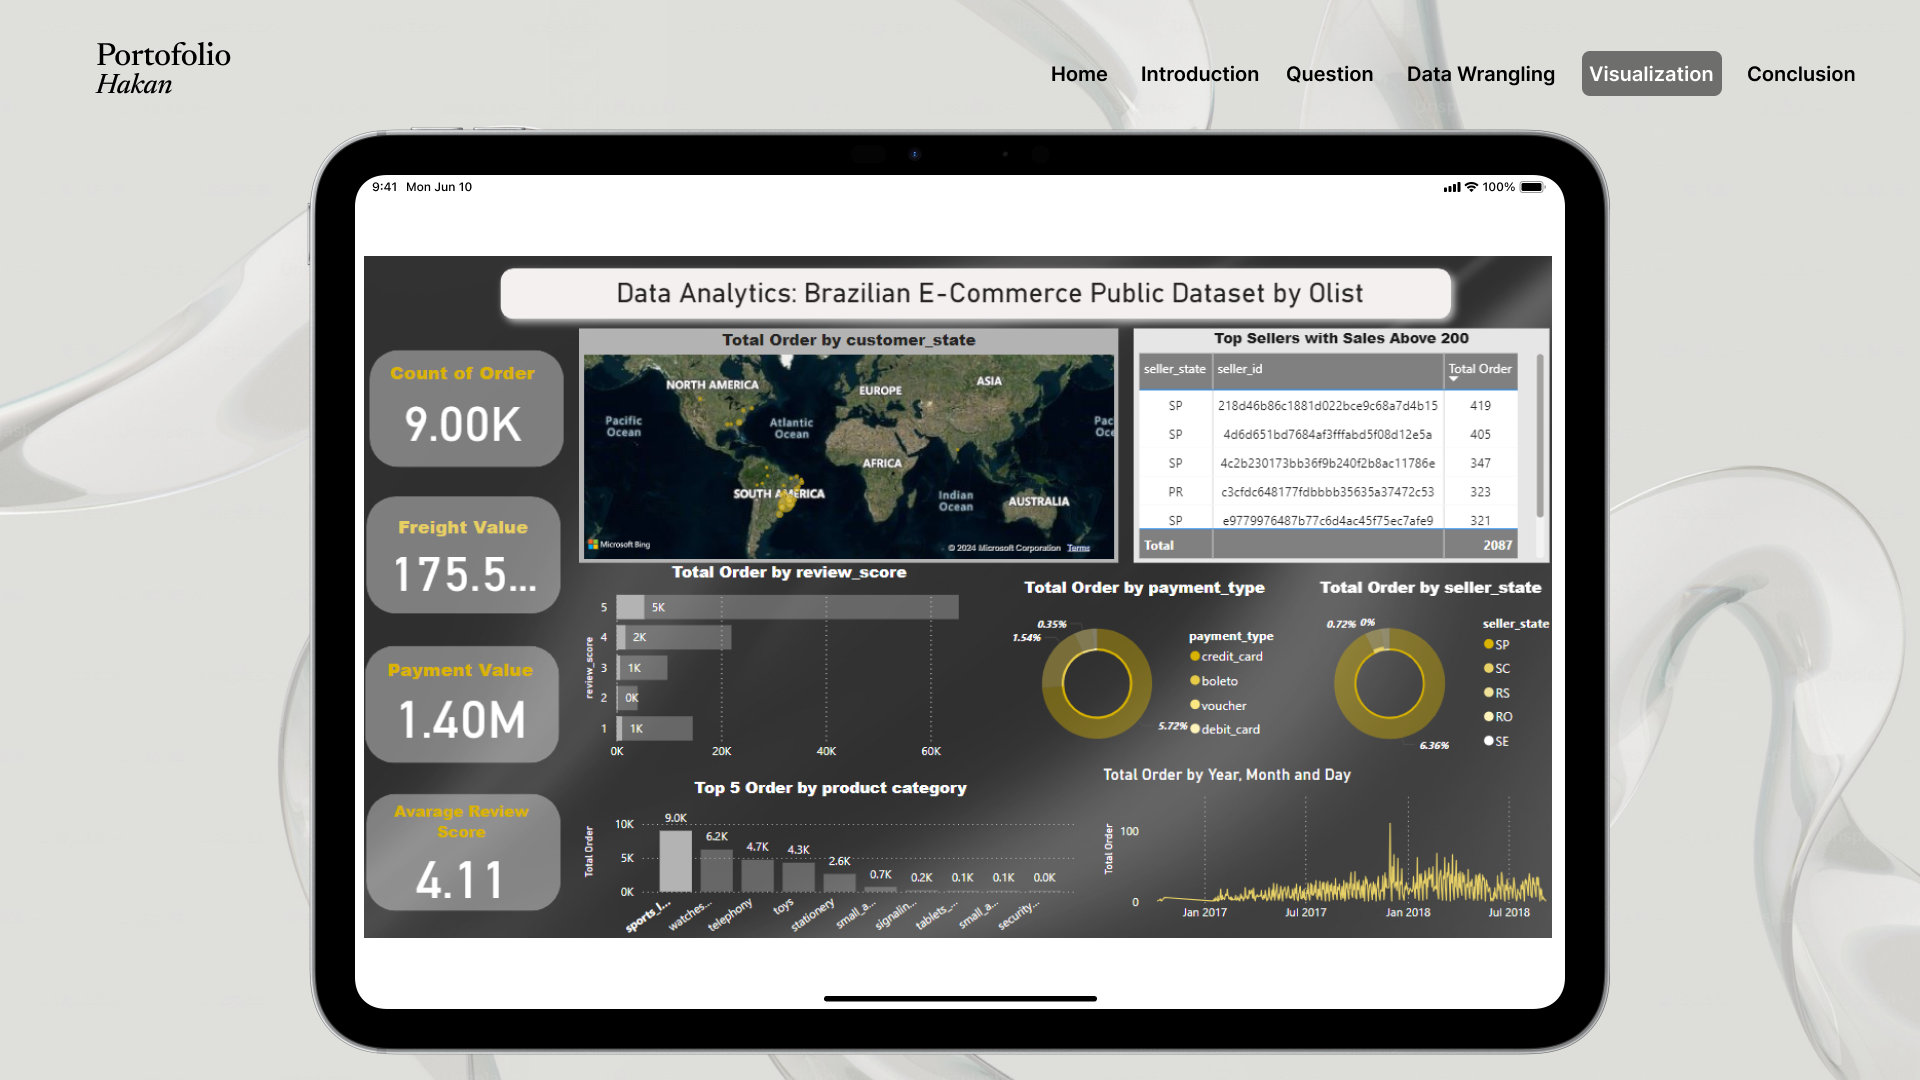 Portofolio
Hakan
Home
Introduction
Question
Data Wrangling
Visualization
Conclusion
9:41 Mon Jun 10
100%
Data Analytics: Brazilian E-Commerce Public Dataset by Olist
Count of Order
9.00K
Freight Value
175.5...
Payment Value
1.40M
Avarage Review
Score
4.11
Total Order by customer_state
NORTH AMERICA
EUROPE
ASIA
Pacific
Ocean
Atlantic
Ocean
Pac
Oce
AFRICA
SOUTH AMERICA
Indian
Ocean
AUSTRALIA
Microsoft Bing
© 2024 Microsoft Corporation Terms
Top Sellers with Sales Above 200
seller_state seller_id Total Order
SP 218d46b86c1881d022bce9c68a7d4b15 419
SP 4d6d651bd7684af3fffabd5f08d12e5a 405
SP 4c2b230173bb36f9b240f2b8ac11786e 347
PR c3cfdc648177fdbbbb35635a37472c53 323
SP e9779976487b77c6d4ac45f75ec7afe9 321
Total 2087
Total Order by review_score
review_score
5 5K
4 2K
3 1K
2 0K
1 1K
0K 20K 40K 60K
Total Order by payment_type
0.35%
1.54%
5.72%
payment_type
credit_card
boleto
voucher
debit_card
Total Order by seller_state
0.72% 0%
6.36%
seller_state
SP
SC
RS
RO
SE
Top 5 Order by product category
Total Order
10K
5K
0K
9.0K
6.2K
4.7K
4.3K
2.6K
0.7K
0.2K
0.1K
0.1K
0.0K
sports_l...
watches...
telephony
toys
stationery
small_a...
signalin...
tablets_...
small_a...
security...
Total Order by Year, Month and Day
Total Order
100
0
Jan 2017 Jul 2017 Jan 2018 Jul 2018